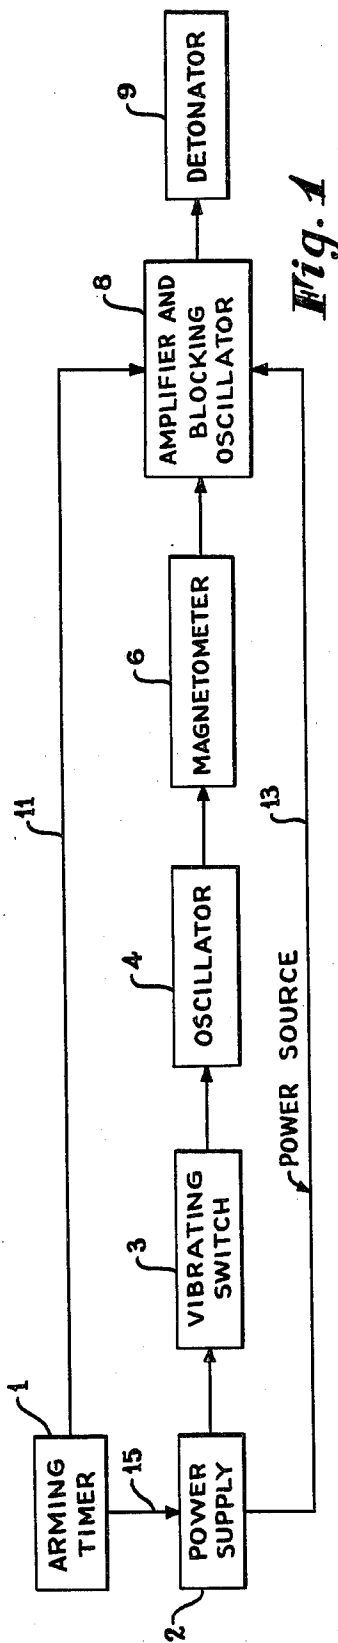 1
ARMING
TIMER
11
15
2
POWER
SUPPLY
3
VIBRATING
SWITCH
4
OSCILLATOR
6
MAGNETOMETER
8
AMPLIFIER AND
BLOCKING
OSCILLATOR
9
DETONATOR
POWER SOURCE
13
Fig. 1